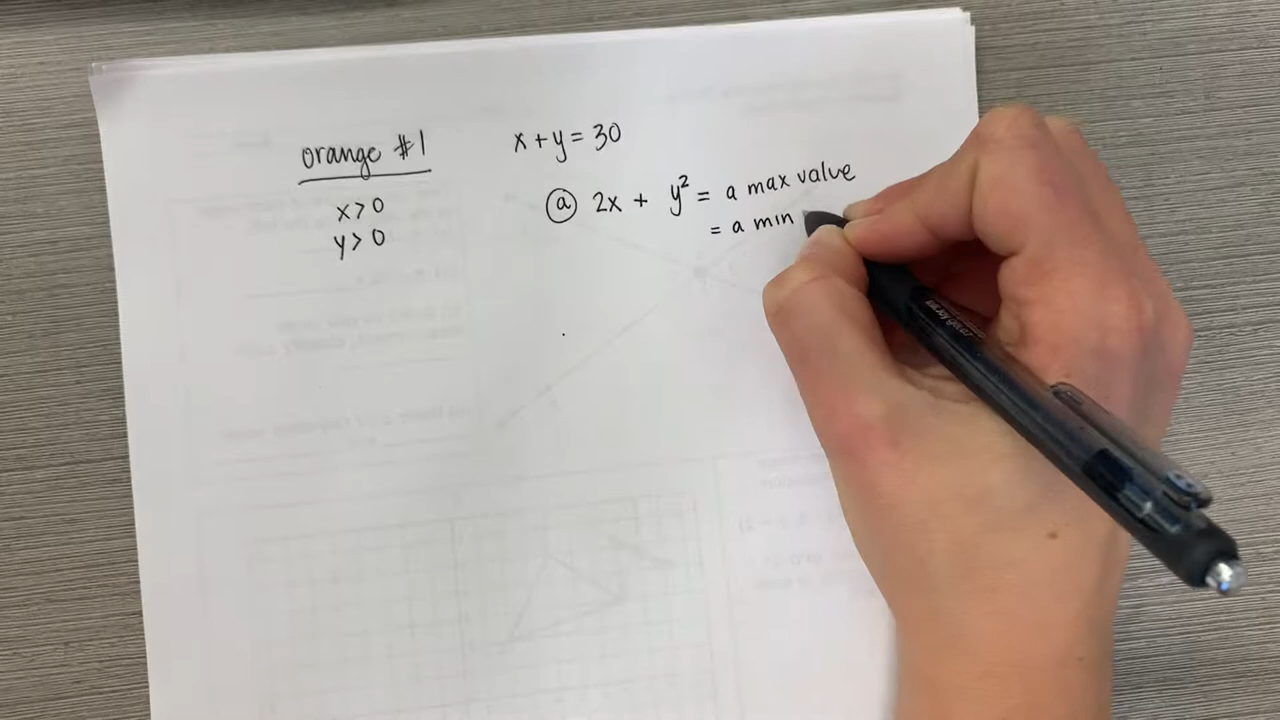 orange #1
x>0
y>0
x+y=30
(a) 2x + y² = a max value
= a min